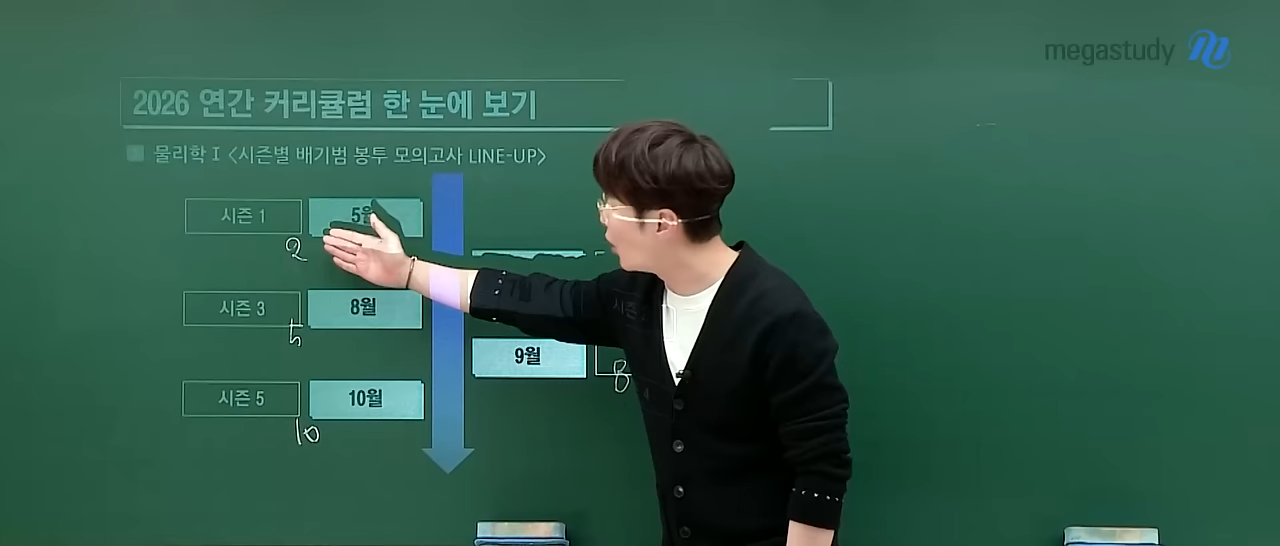 megastudy
2026 연간 커리큘럼 한 눈에 보기
물리학 I <시즌별 배기범 봉투 모의고사 LINE-UP>
시즌 1 5월
2
시즌 3 8월
5
9월
8
시즌 5 10월
10